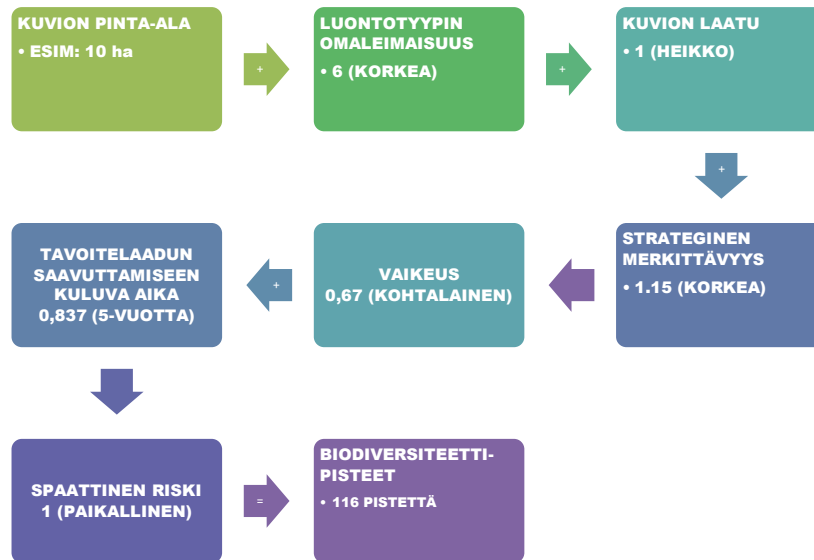 KUVION PINTA-ALA
• ESIM: 10 ha
+
LUONTOTYYPIN
OMALEIMAISUUS
• 6 (KORKEA)
+
KUVION LAATU
• 1 (HEIKKO)
+
STRATEGINEN
MERKITTÄVYYS
• 1.15 (KORKEA)
VAIKEUS
0,67 (KOHTALAINEN)
+
TAVOITELAADUN
SAAVUTTAMISEEN
KULUVA AIKA
0,837 (5-VUOTTA)
SPAATTINEN RISKI
1 (PAIKALLINEN)
=
BIODIVERSITEETTI-
PISTEET
• 116 PISTETTÄ